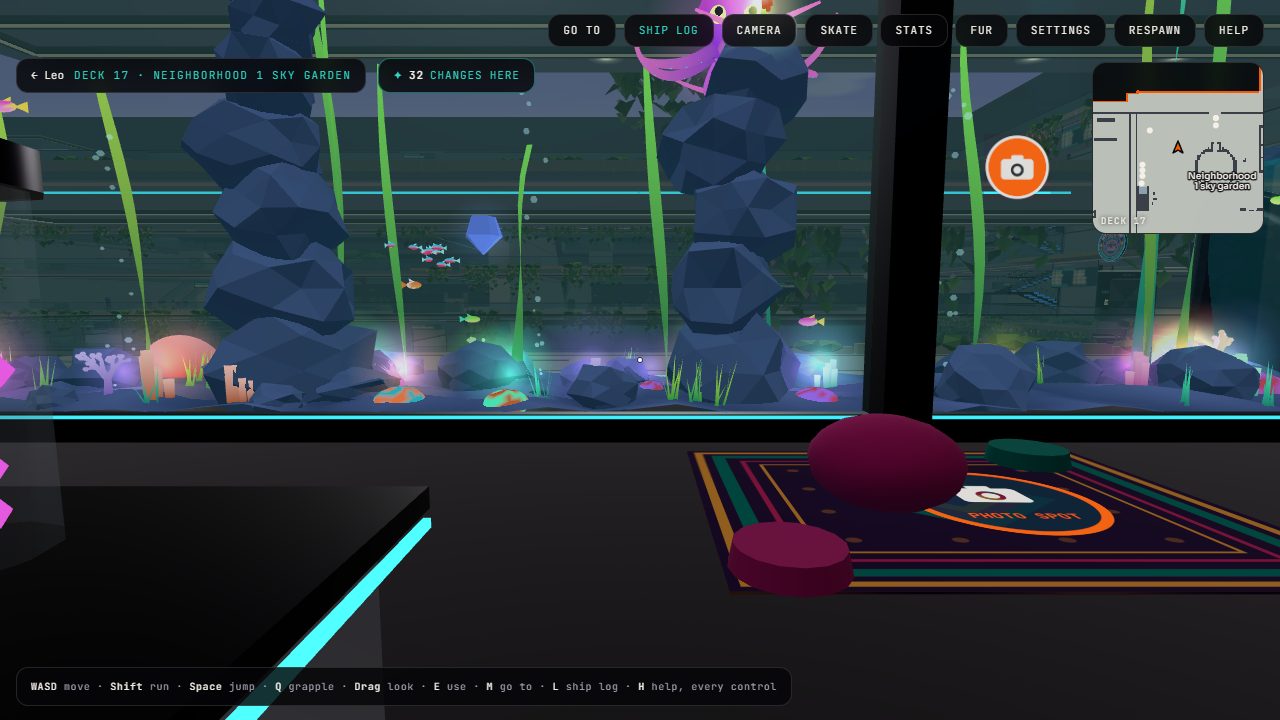 GO TO
SHIP LOG
CAMERA
SKATE
STATS
FUR
SETTINGS
RESPAWN
HELP
← Leo DECK 17 · NEIGHBORHOOD 1 SKY GARDEN
✦ 32 CHANGES HERE
Neighborhood
1 sky garden
DECK 17
PHOTO SPOT
WASD move · Shift run · Space jump · Q grapple · Drag look · E use · M go to · L ship log · H help, every control